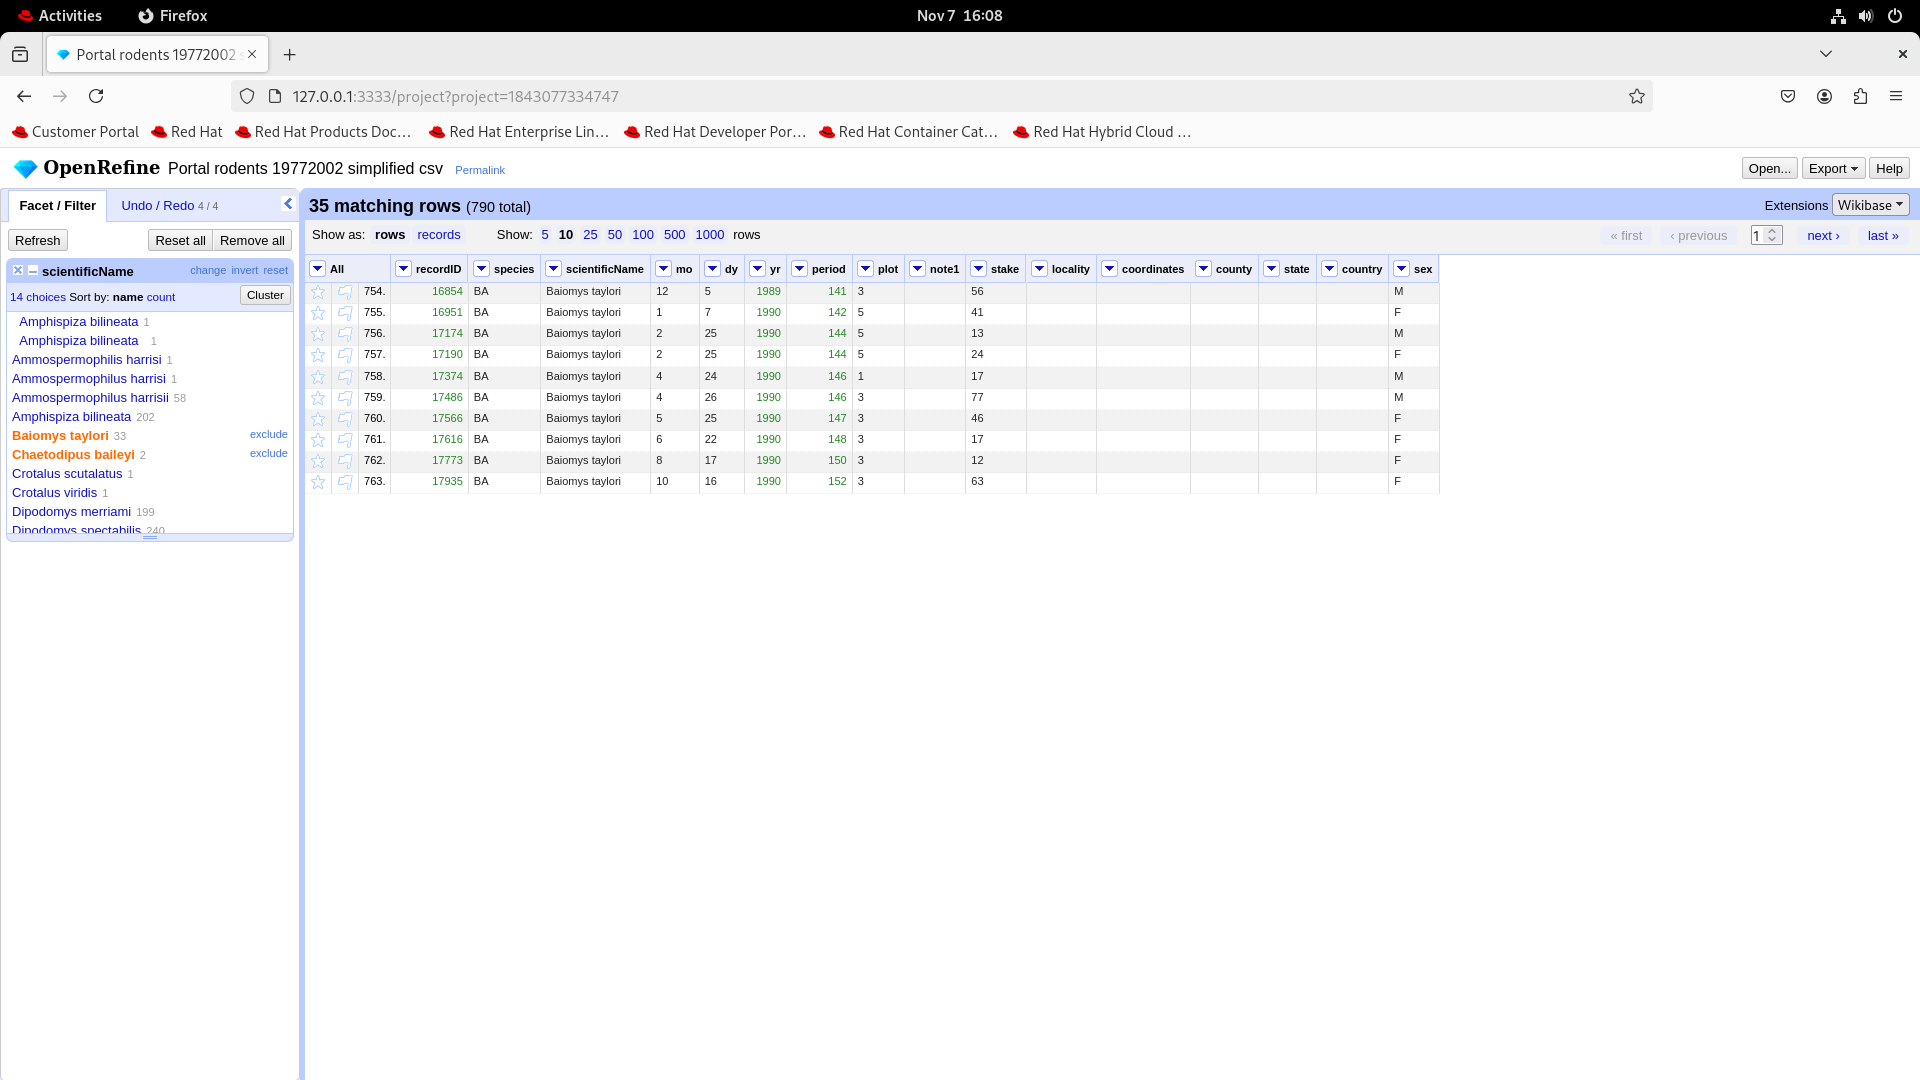 Activities Firefox Nov 7 16:08
Portal rodents 19772002 s
127.0.0.1:3333/project?project=1843077334747
Customer Portal Red Hat Red Hat Products Doc… Red Hat Enterprise Lin… Red Hat Developer Por… Red Hat Container Cat… Red Hat Hybrid Cloud …
OpenRefine Portal rodents 19772002 simplified csv Permalink Open... Export Help
Facet / Filter Undo / Redo 4 / 4
Refresh Reset all Remove all
scientificName change invert reset
14 choices Sort by: name count Cluster
Amphispiza bilineata 1
Amphispiza bilineata 1
Ammospermophilis harrisi 1
Ammospermophilus harrisi 1
Ammospermophilus harrisii 58
Amphispiza bilineata 202
Baiomys taylori 33 exclude
Chaetodipus baileyi 2 exclude
Crotalus scutalatus 1
Crotalus viridis 1
Dipodomys merriami 199
Dipodomys spectabilis 240
35 matching rows (790 total) Extensions Wikibase
Show as: rows records Show: 5 10 25 50 100 500 1000 rows « first ‹ previous 1 next › last »
All recordID species scientificName mo dy yr period plot note1 stake locality coordinates county state country sex
754. 16854 BA Baiomys taylori 12 5 1989 141 3 56 M
755. 16951 BA Baiomys taylori 1 7 1990 142 5 41 F
756. 17174 BA Baiomys taylori 2 25 1990 144 5 13 M
757. 17190 BA Baiomys taylori 2 25 1990 144 5 24 F
758. 17374 BA Baiomys taylori 4 24 1990 146 1 17 M
759. 17486 BA Baiomys taylori 4 26 1990 146 3 77 M
760. 17566 BA Baiomys taylori 5 25 1990 147 3 46 F
761. 17616 BA Baiomys taylori 6 22 1990 148 3 17 F
762. 17773 BA Baiomys taylori 8 17 1990 150 3 12 F
763. 17935 BA Baiomys taylori 10 16 1990 152 3 63 F